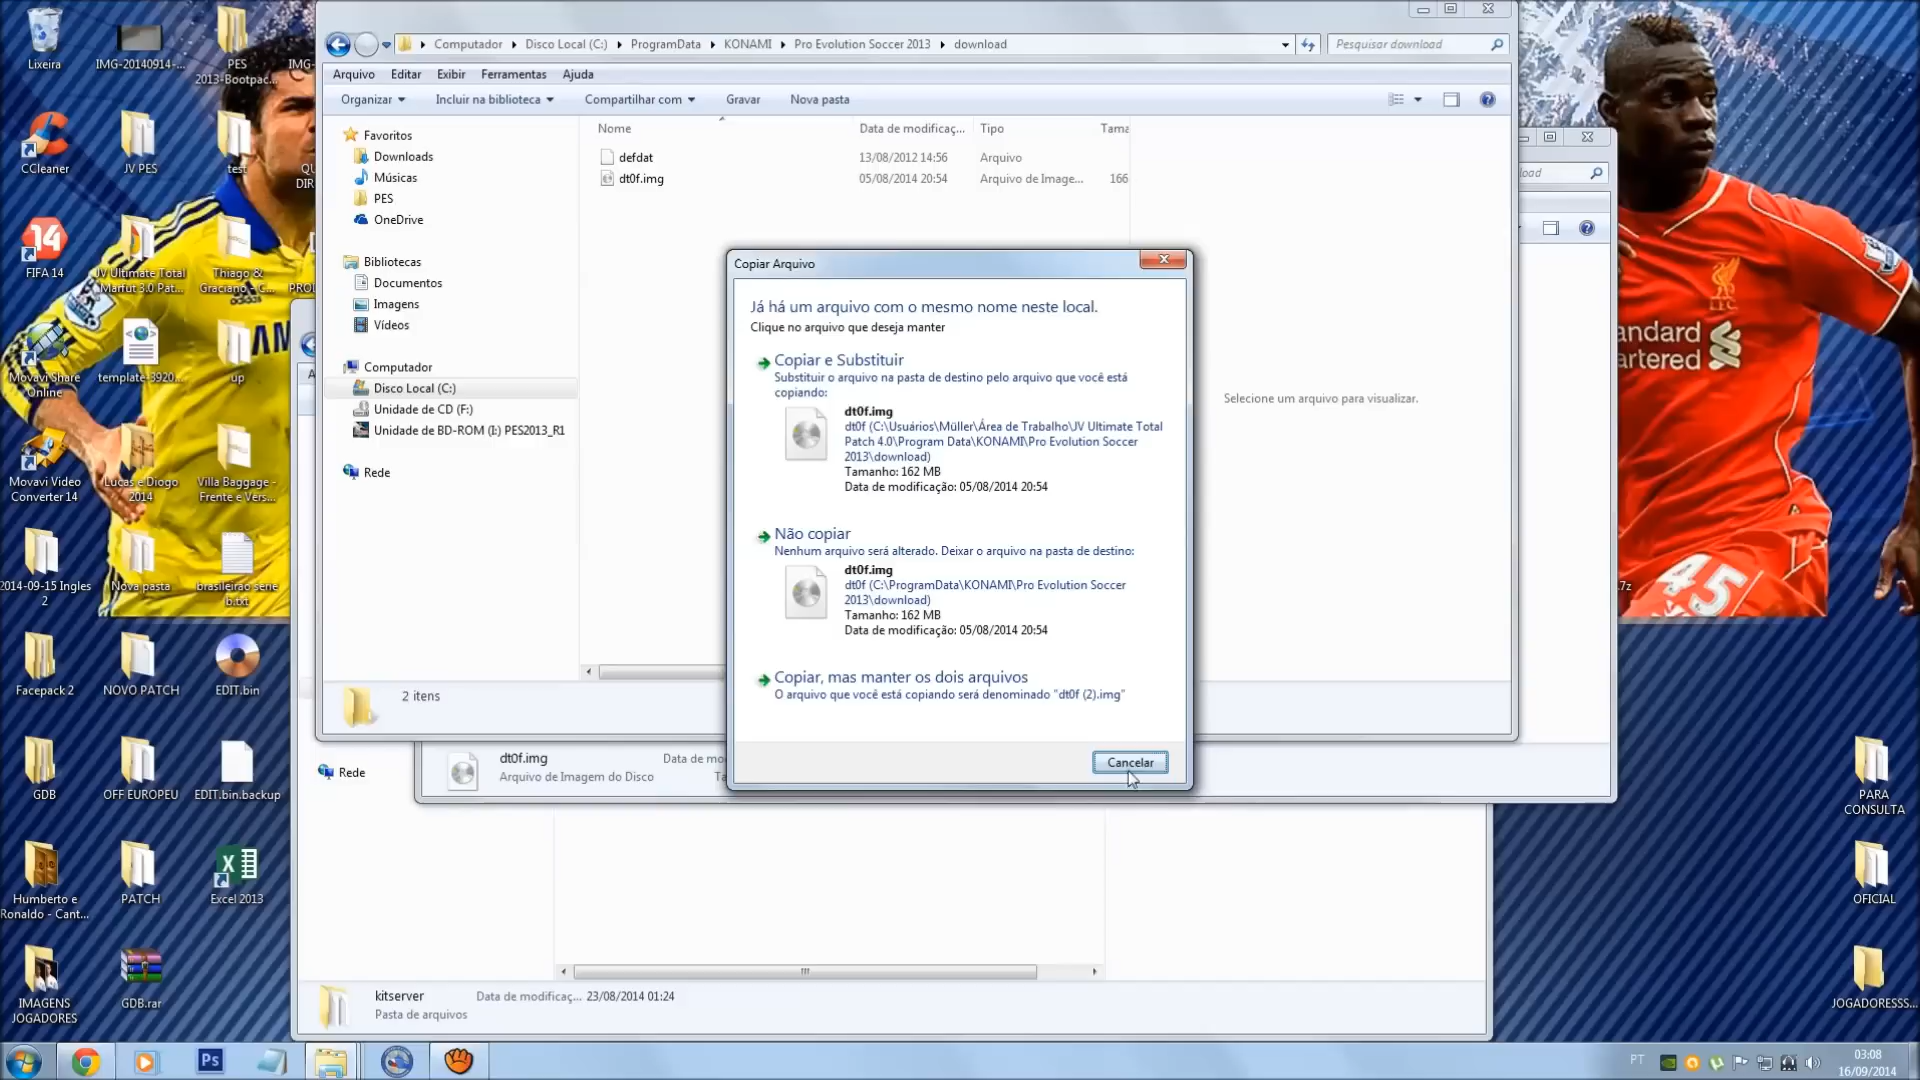 Lixeira
IMG-20140914-...
PES
2013-Bootpac...
IMG-
CCleaner
JV PES
test
QU
DIR
FIFA 14
JV Ultimate Total
Marfut 3.0 Pat...
Thiago &
Graciano - C...
PROL
Movavi Share
Online
template-3920...
up
Movavi Video
Converter 14
Lucas e Diogo
2014
Villa Baggage -
Frente e Vers...
2014-09-15 Ingles
2
Nova pasta
brasileirao serie
b.txt
Facepack 2
NOVO PATCH
EDIT.bin
GDB
OFF EUROPEU
EDIT.bin.backup
Humberto e
Ronaldo - Cant...
PATCH
Excel 2013
IMAGENS
JOGADORES
GDB.rar
Computador
Disco Local (C:)
ProgramData
KONAMI
Pro Evolution Soccer 2013
download
Pesquisar download
Arquivo
Editar
Exibir
Ferramentas
Ajuda
Organizar
Incluir na biblioteca
Compartilhar com
Gravar
Nova pasta
Favoritos
Downloads
Músicas
PES
OneDrive
Bibliotecas
Documentos
Imagens
Vídeos
Computador
Disco Local (C:)
Unidade de CD (F:)
Unidade de BD-ROM (I:) PES2013_R1
Rede
Nome
Data de modificaç...
Tipo
Tama
defdat
13/08/2012 14:56
Arquivo
dt0f.img
05/08/2014 20:54
Arquivo de Image...
166
Selecione um arquivo para visualizar.
2 itens
Copiar Arquivo
Já há um arquivo com o mesmo nome neste local.
Clique no arquivo que deseja manter
Copiar e Substituir
Substituir o arquivo na pasta de destino pelo arquivo que você está
copiando:
dt0f.img
dt0f (C:\Usuários\Müller\Área de Trabalho\JV Ultimate Total
Patch 4.0\Program Data\KONAMI\Pro Evolution Soccer
2013\download)
Tamanho: 162 MB
Data de modificação: 05/08/2014 20:54
Não copiar
Nenhum arquivo será alterado. Deixar o arquivo na pasta de destino:
dt0f.img
dt0f (C:\ProgramData\KONAMI\Pro Evolution Soccer
2013\download)
Tamanho: 162 MB
Data de modificação: 05/08/2014 20:54
Copiar, mas manter os dois arquivos
O arquivo que você está copiando será denominado "dt0f (2).img"
Cancelar
load
A
Rede
dt0f.img
Data de mo
Arquivo de Imagem do Disco
Ta
kitserver
Data de modificaç... 23/08/2014 01:24
Pasta de arquivos
adidas
L.F.C.
andard
artered
45
.7z
PARA
CONSULTA
OFICIAL
JOGADORESSS...
Ps
PT
03:08
16/09/2014